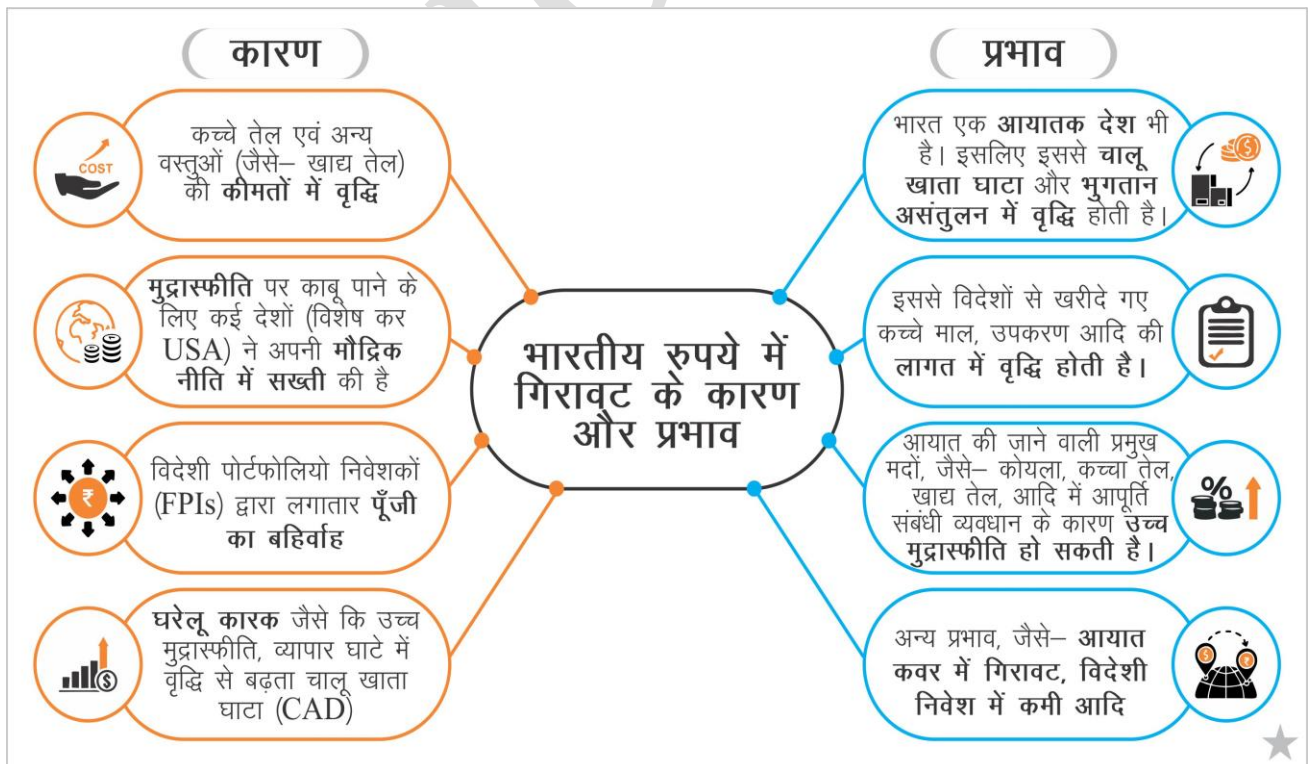 कारण
COST
कच्चे तेल एवं अन्य
वस्तुओं (जैसे– खाद्य तेल)
की कीमतों में वृद्धि
मुद्रास्फीति पर काबू पाने के
लिए कई देशों (विशेष कर
USA) ने अपनी मौद्रिक
नीति में सख्ती की है
₹
विदेशी पोर्टफोलियो निवेशकों
(FPIs) द्वारा लगातार पूँजी
का बहिर्वाह
घरेलू कारक जैसे कि उच्च
मुद्रास्फीति, व्यापार घाटे में
वृद्धि से बढ़ता चालू खाता
घाटा (CAD)
$
भारतीय रुपये में
गिरावट के कारण
और प्रभाव
प्रभाव
भारत एक आयातक देश भी
है। इसलिए इससे चालू
खाता घाटा और भुगतान
असंतुलन में वृद्धि होती है।
$
इससे विदेशों से खरीदे गए
कच्चे माल, उपकरण आदि की
लागत में वृद्धि होती है।
आयात की जाने वाली प्रमुख
मदों, जैसे– कोयला, कच्चा तेल,
खाद्य तेल, आदि में आपूर्ति
संबंधी व्यवधान के कारण उच्च
मुद्रास्फीति हो सकती है।
%
अन्य प्रभाव, जैसे– आयात
कवर में गिरावट, विदेशी
निवेश में कमी आदि
$ ₹